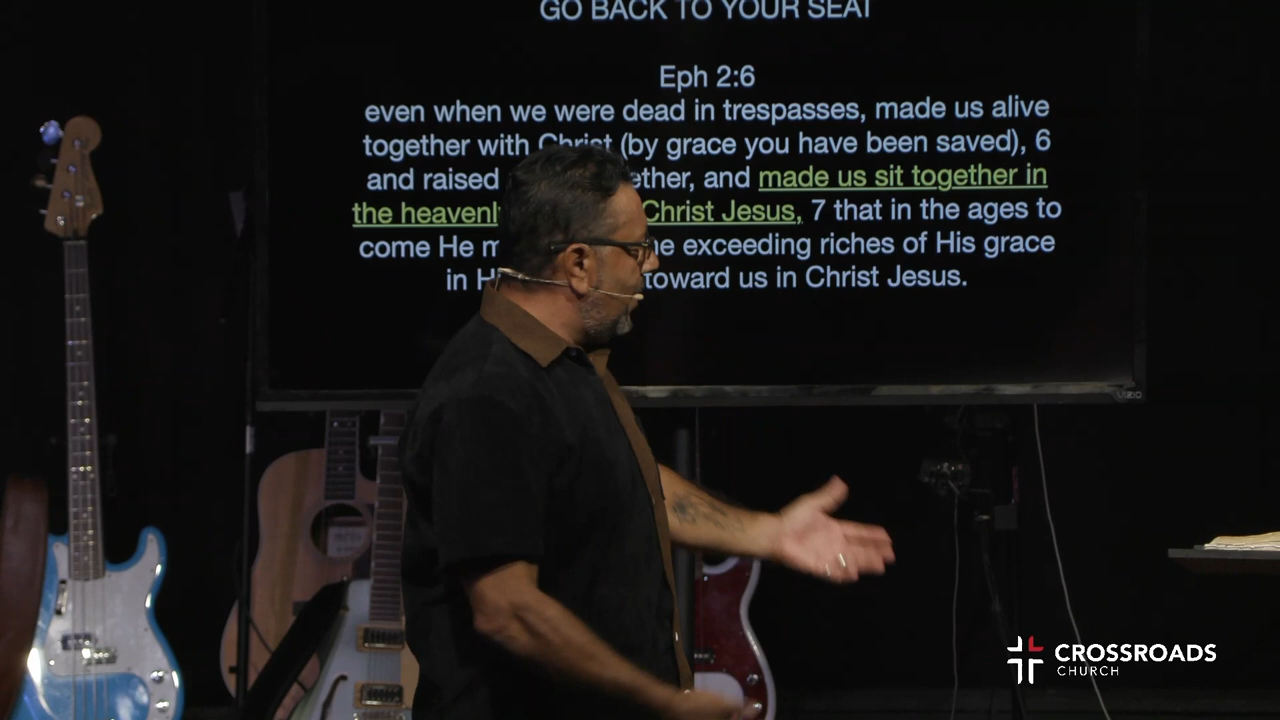 GO BACK TO YOUR SEAT
Eph 2:6
even when we were dead in trespasses, made us alive
together with Christ (by grace you have been saved), 6
and raised ether, and made us sit together in
the heavenly Christ Jesus, 7 that in the ages to
come He m he exceeding riches of His grace
in H toward us in Christ Jesus.
CROSSROADS
CHURCH